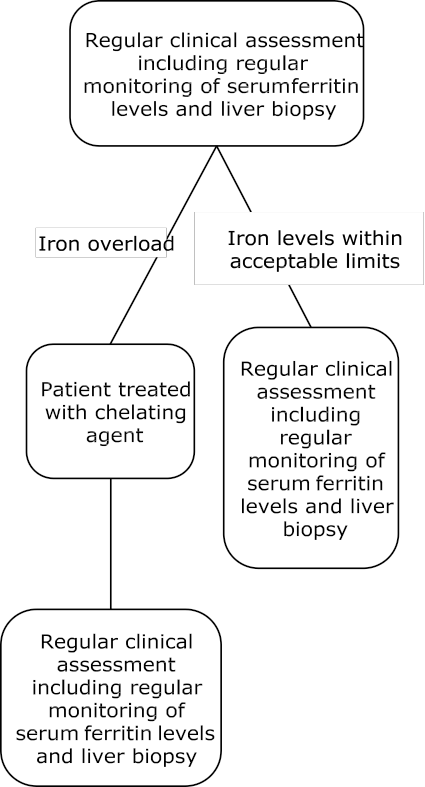 Regular clinical assessment
including regular
monitoring of serumferritin
levels and liver biopsy
Iron overload
Iron levels within
acceptable limits
Patient treated
with chelating
agent
Regular clinical
assessment
including
regular
monitoring of
serum ferritin
levels and liver
biopsy
Regular clinical
assessment
including regular
monitoring of
serum ferritin levels
and liver biopsy